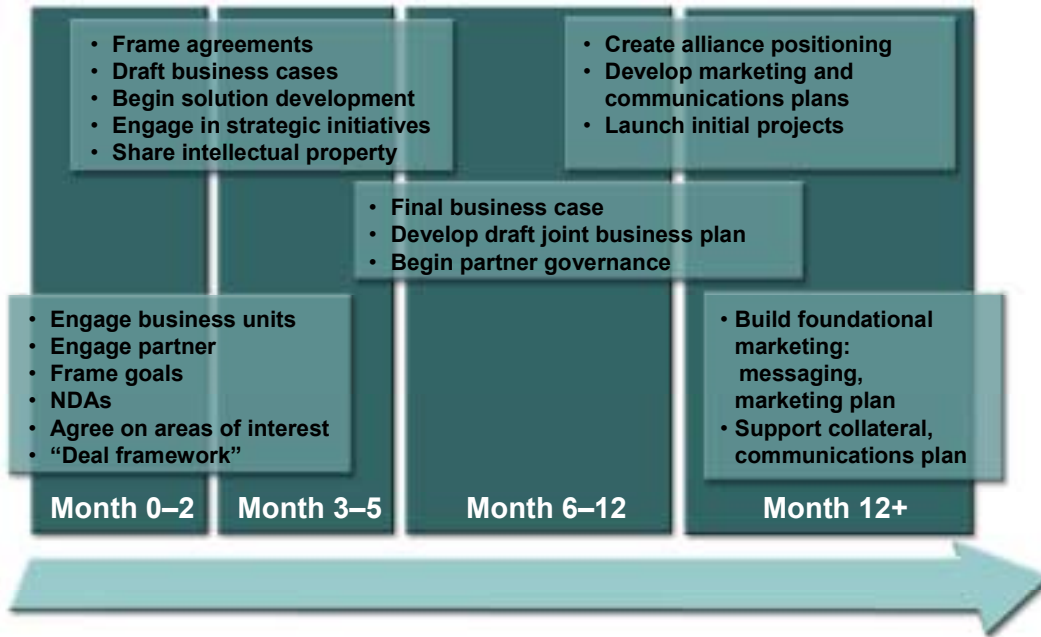 • Frame agreements
• Draft business cases
• Begin solution development
• Engage in strategic initiatives
• Share intellectual property
• Create alliance positioning
• Develop marketing and
communications plans
• Launch initial projects
• Final business case
• Develop draft joint business plan
• Begin partner governance
• Engage business units
• Engage partner
• Frame goals
• NDAs
• Agree on areas of interest
• “Deal framework”
• Build foundational
marketing:
messaging,
marketing plan
• Support collateral,
communications plan
Month 0–2
Month 3–5
Month 6–12
Month 12+